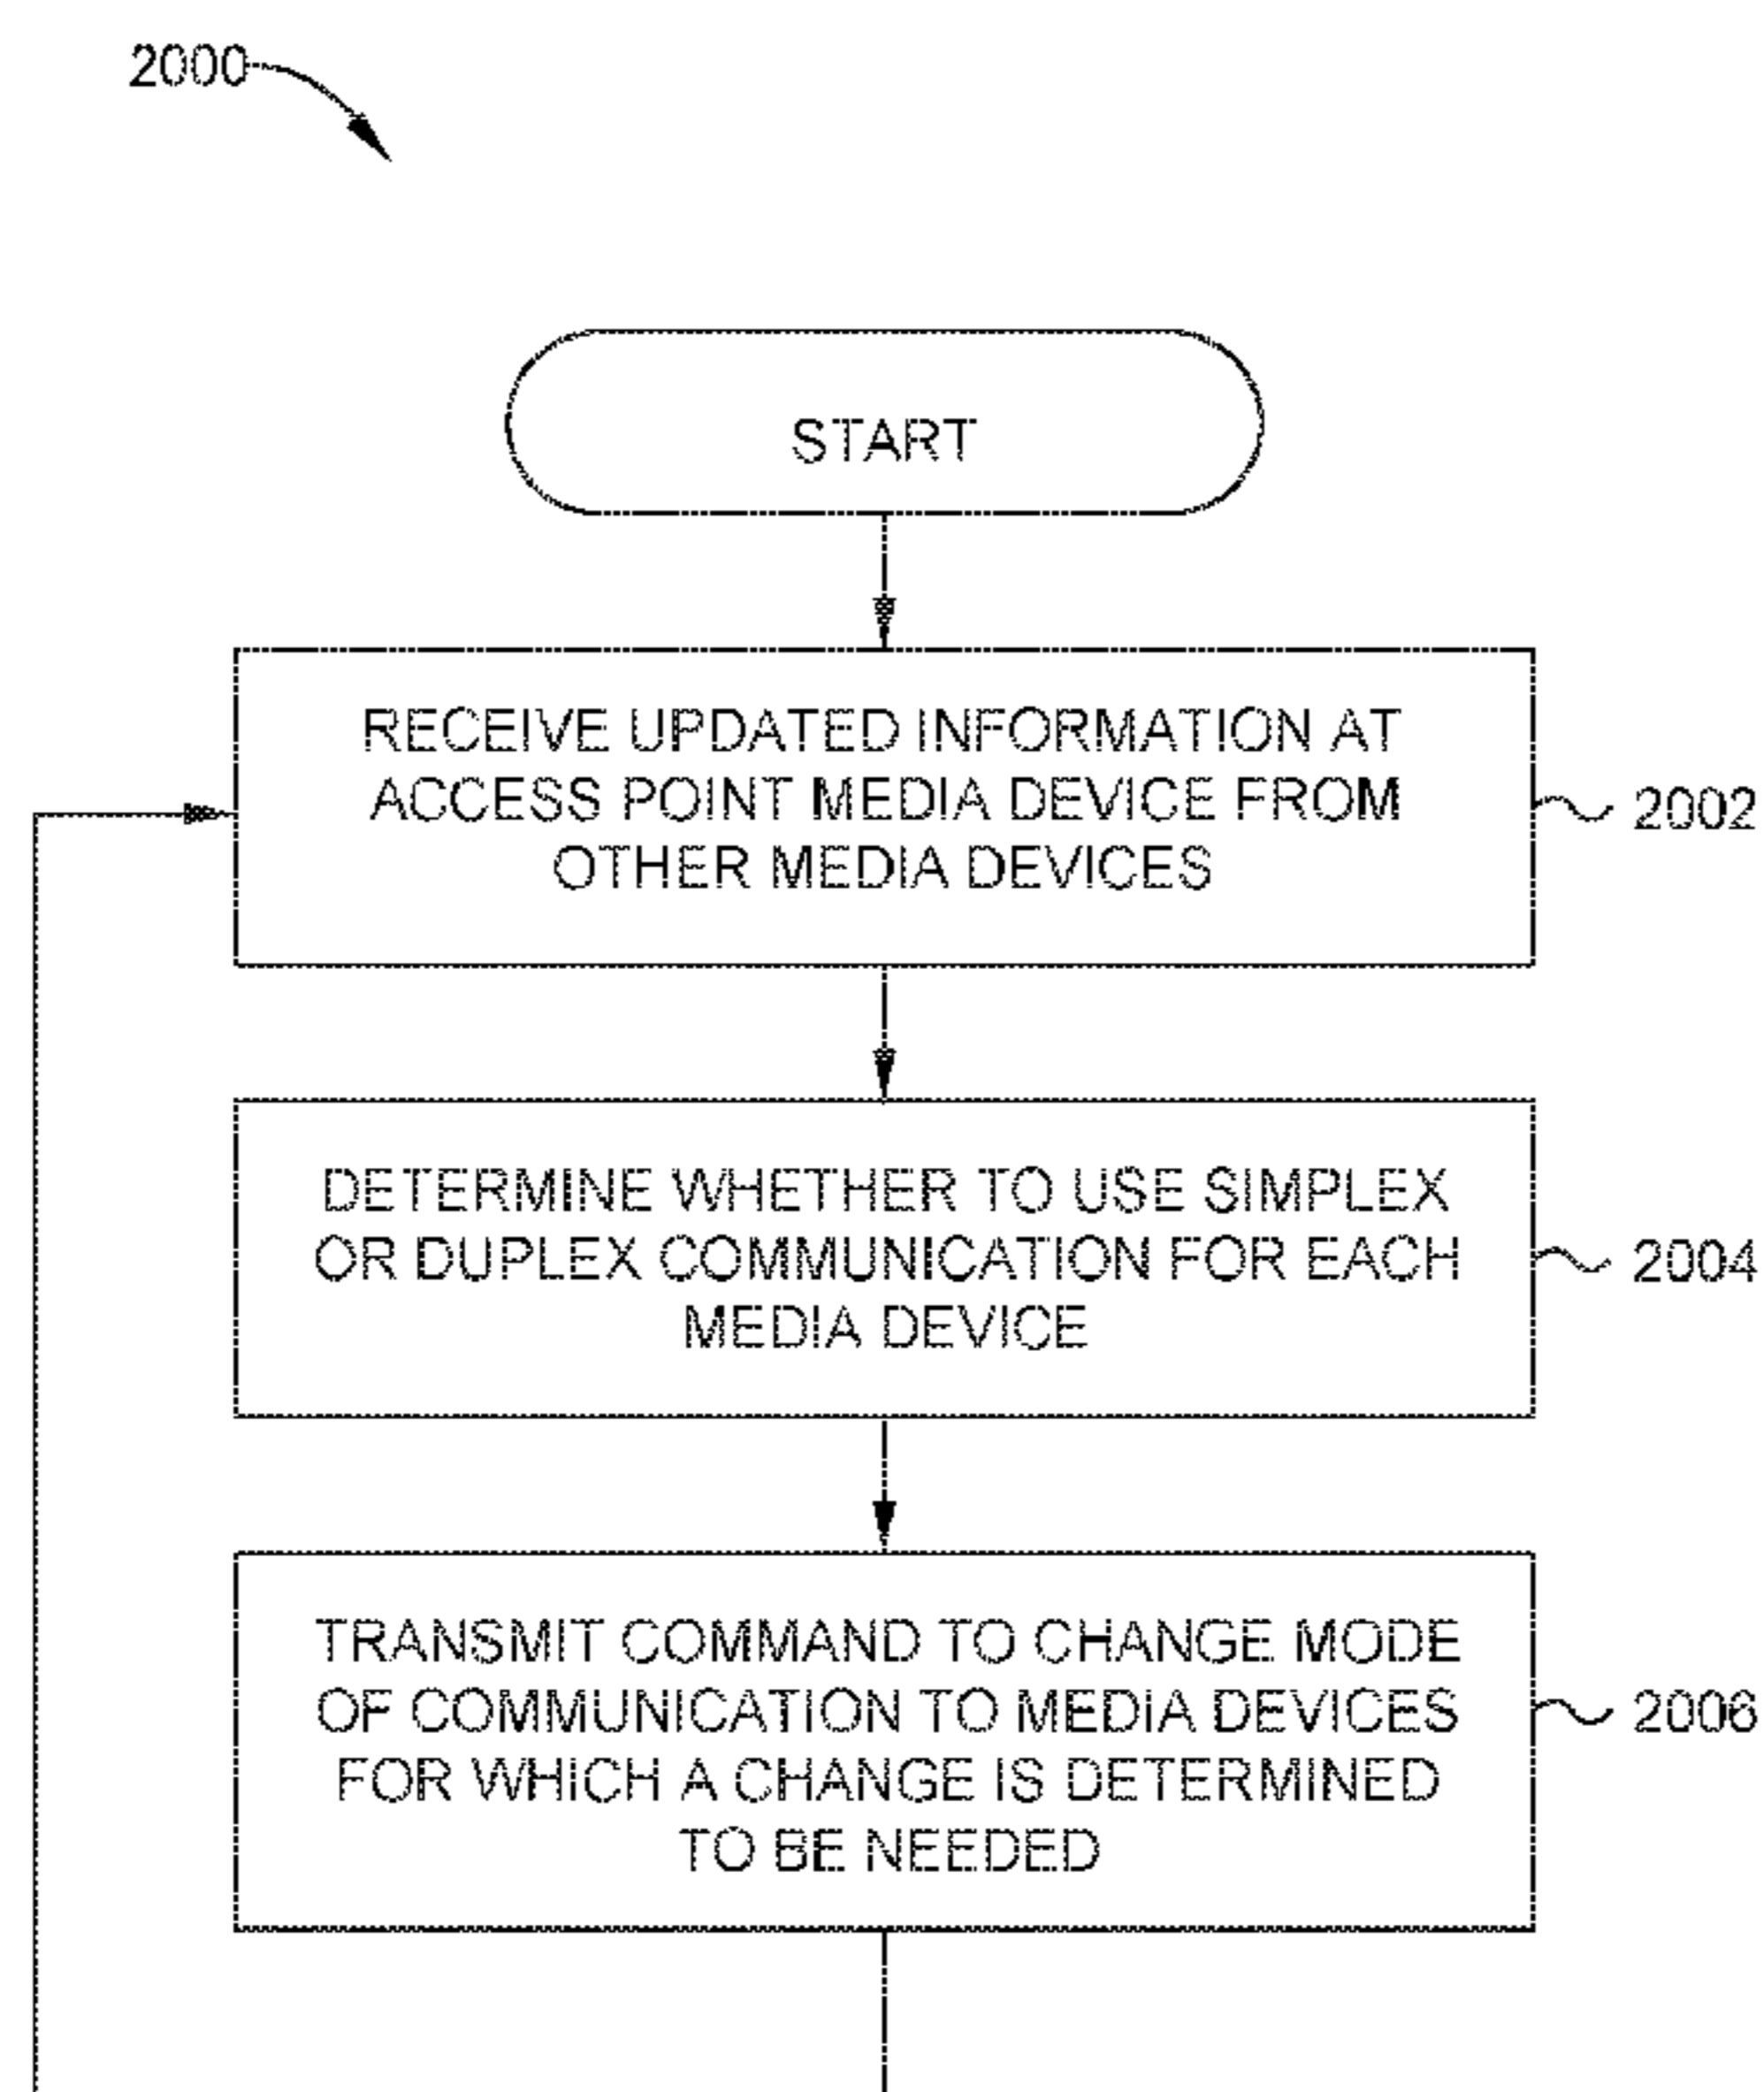 2000
START
RECEIVE UPDATED INFORMATION AT
ACCESS POINT MEDIA DEVICE FROM
OTHER MEDIA DEVICES
2002
DETERMINE WHETHER TO USE SIMPLEX
OR DUPLEX COMMUNICATION FOR EACH
MEDIA DEVICE
2004
TRANSMIT COMMAND TO CHANGE MODE
OF COMMUNICATION TO MEDIA DEVICES
FOR WHICH A CHANGE IS DETERMINED
TO BE NEEDED
2006